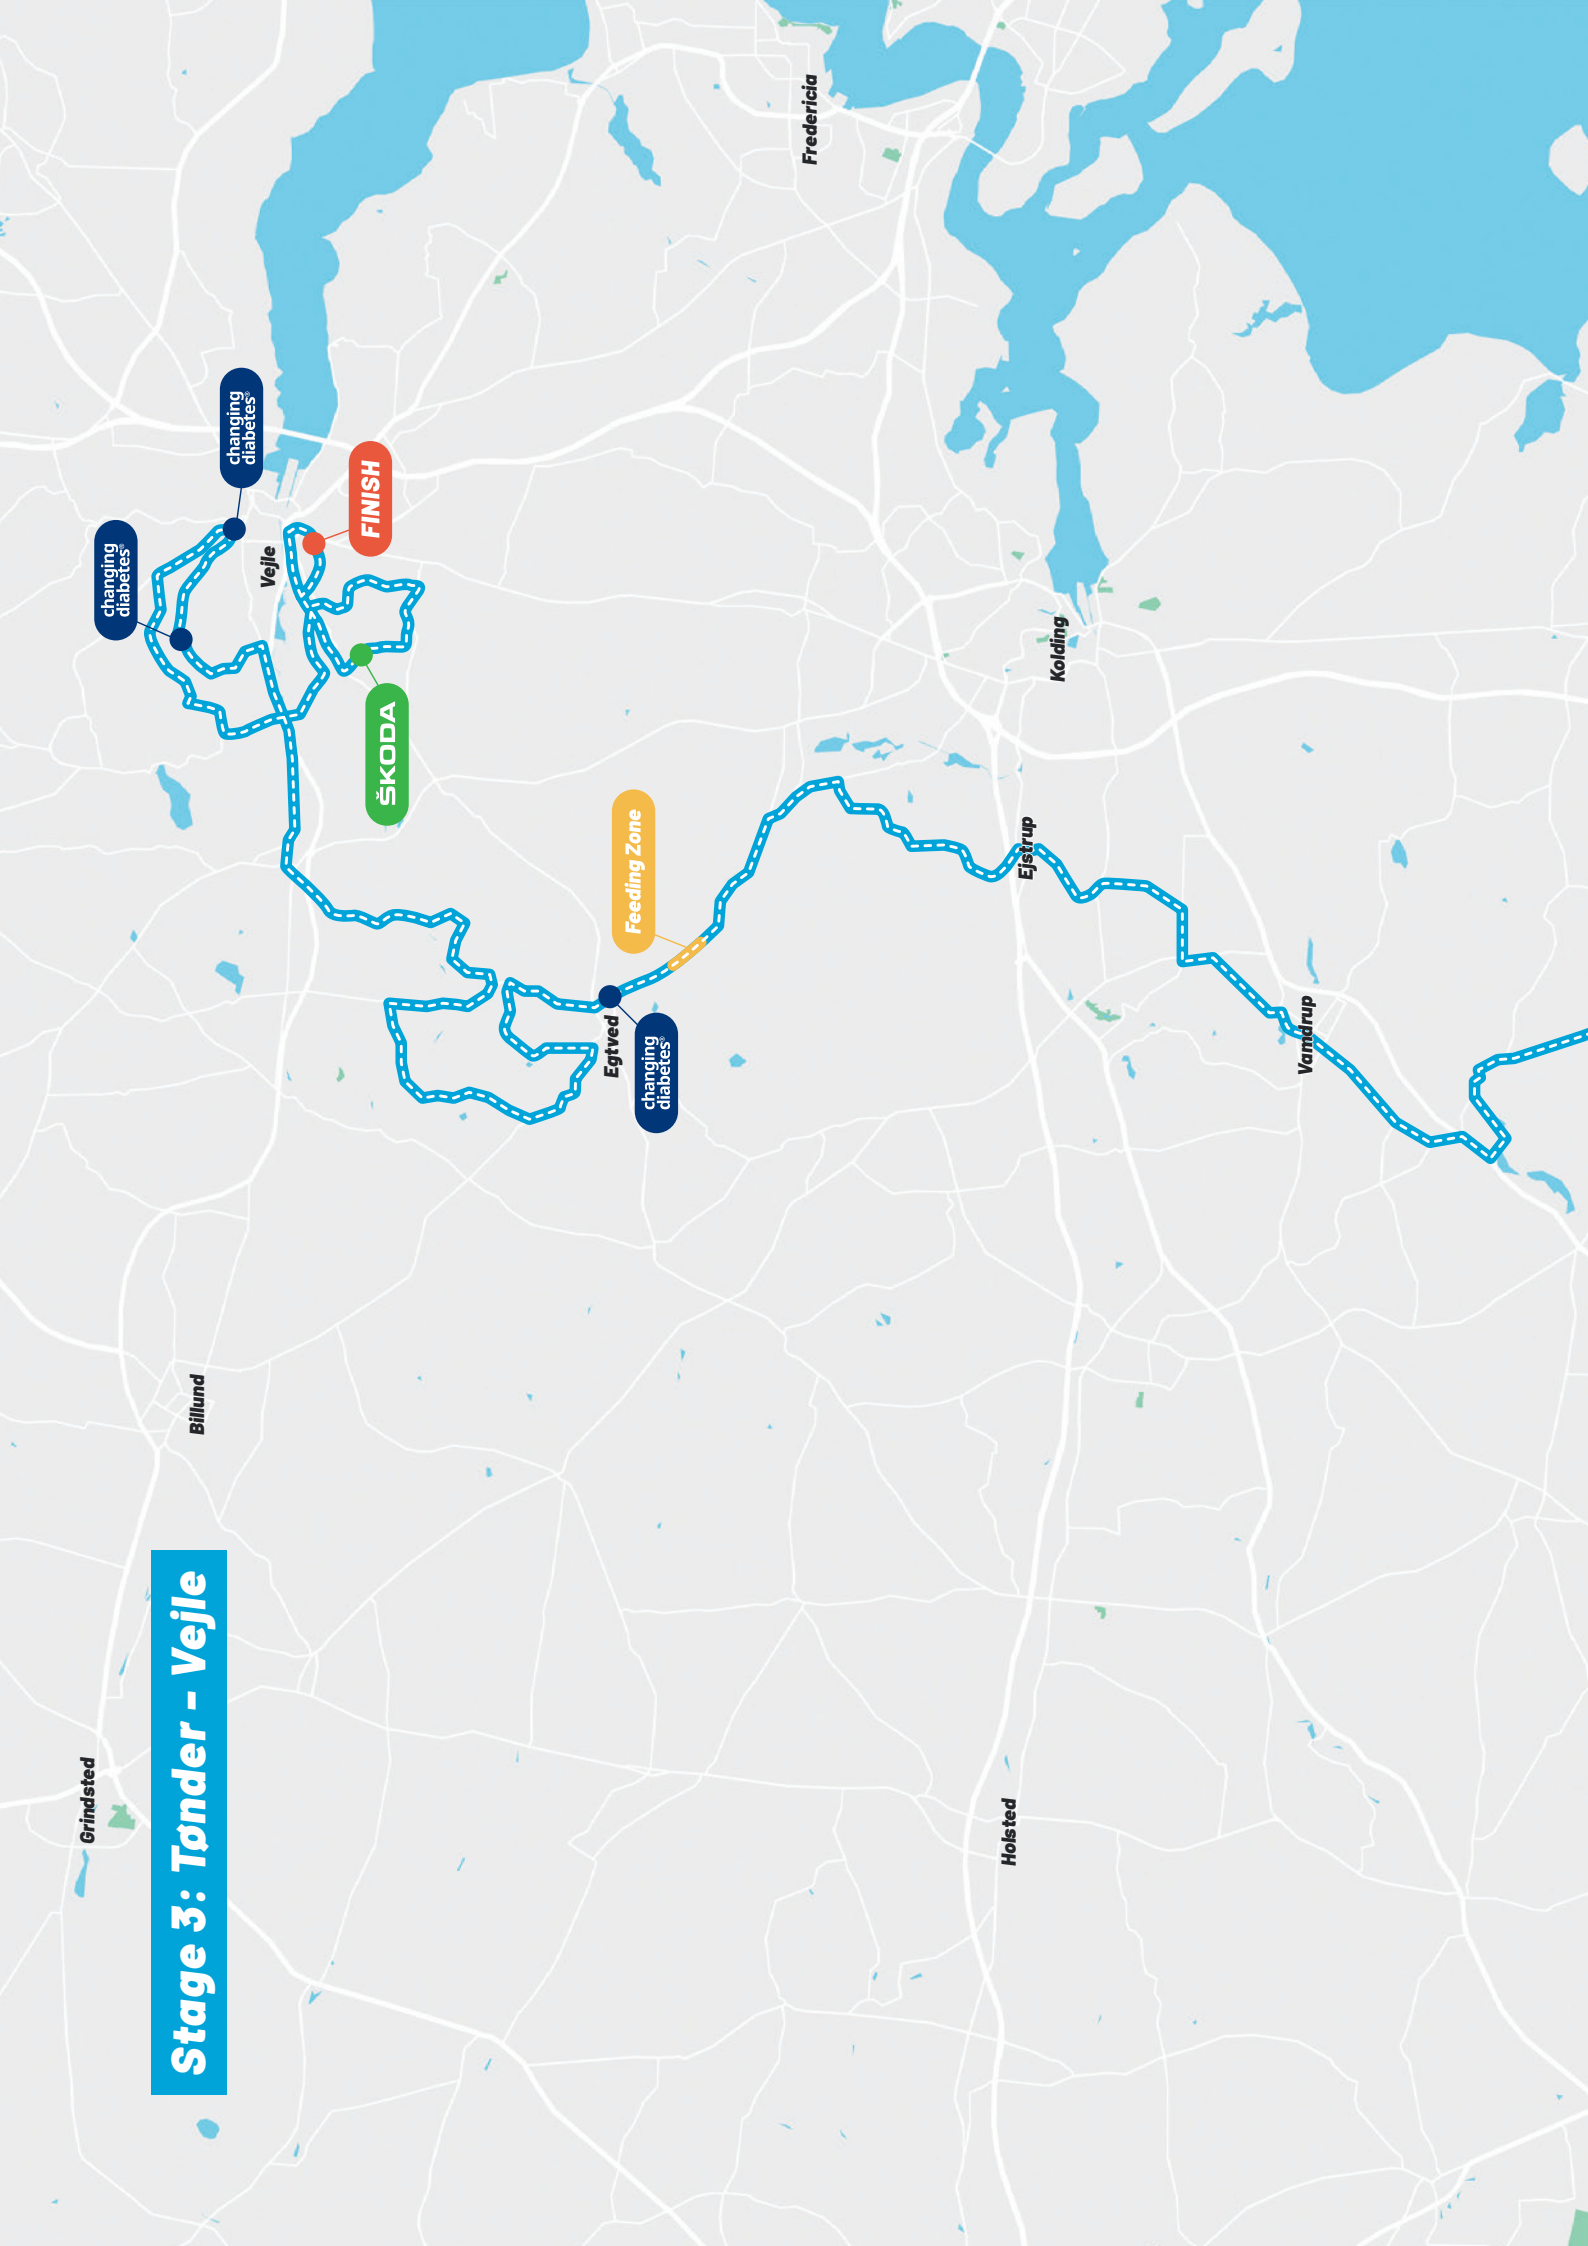 Stage 3: Tønder – Vejle
Grindsted
Billund
changing
diabetes®
changing
diabetes®
Vejle
FINISH
ŠKODA
Feeding Zone
Egtved
changing
diabetes®
Fredericia
Holsted
Ejstrup
Kolding
Vamdrup